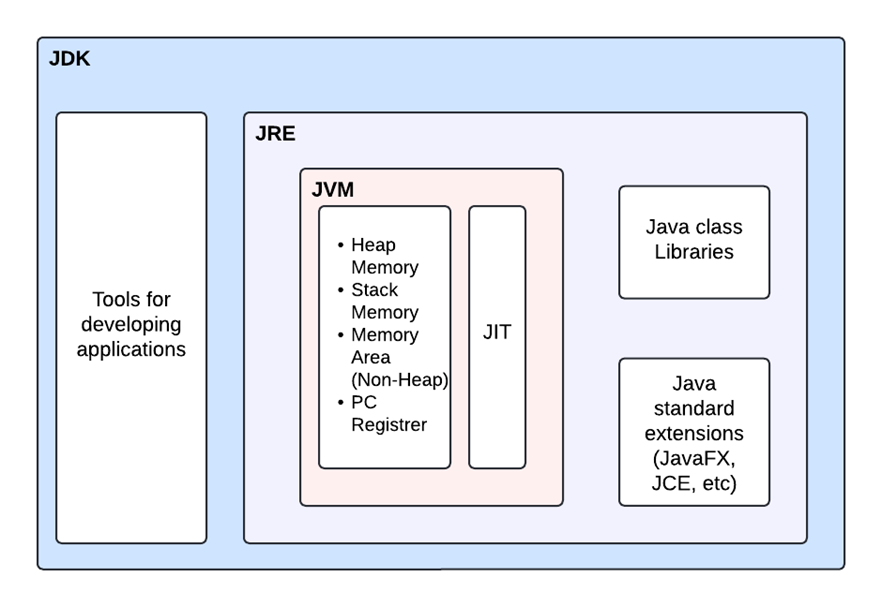 JDK
Tools for
developing
applications
JRE
JVM
• Heap
Memory
• Stack
Memory
• Memory
Area
(Non-Heap)
• PC
Registrer
JIT
Java class
Libraries
Java
standard
extensions
(JavaFX,
JCE, etc)